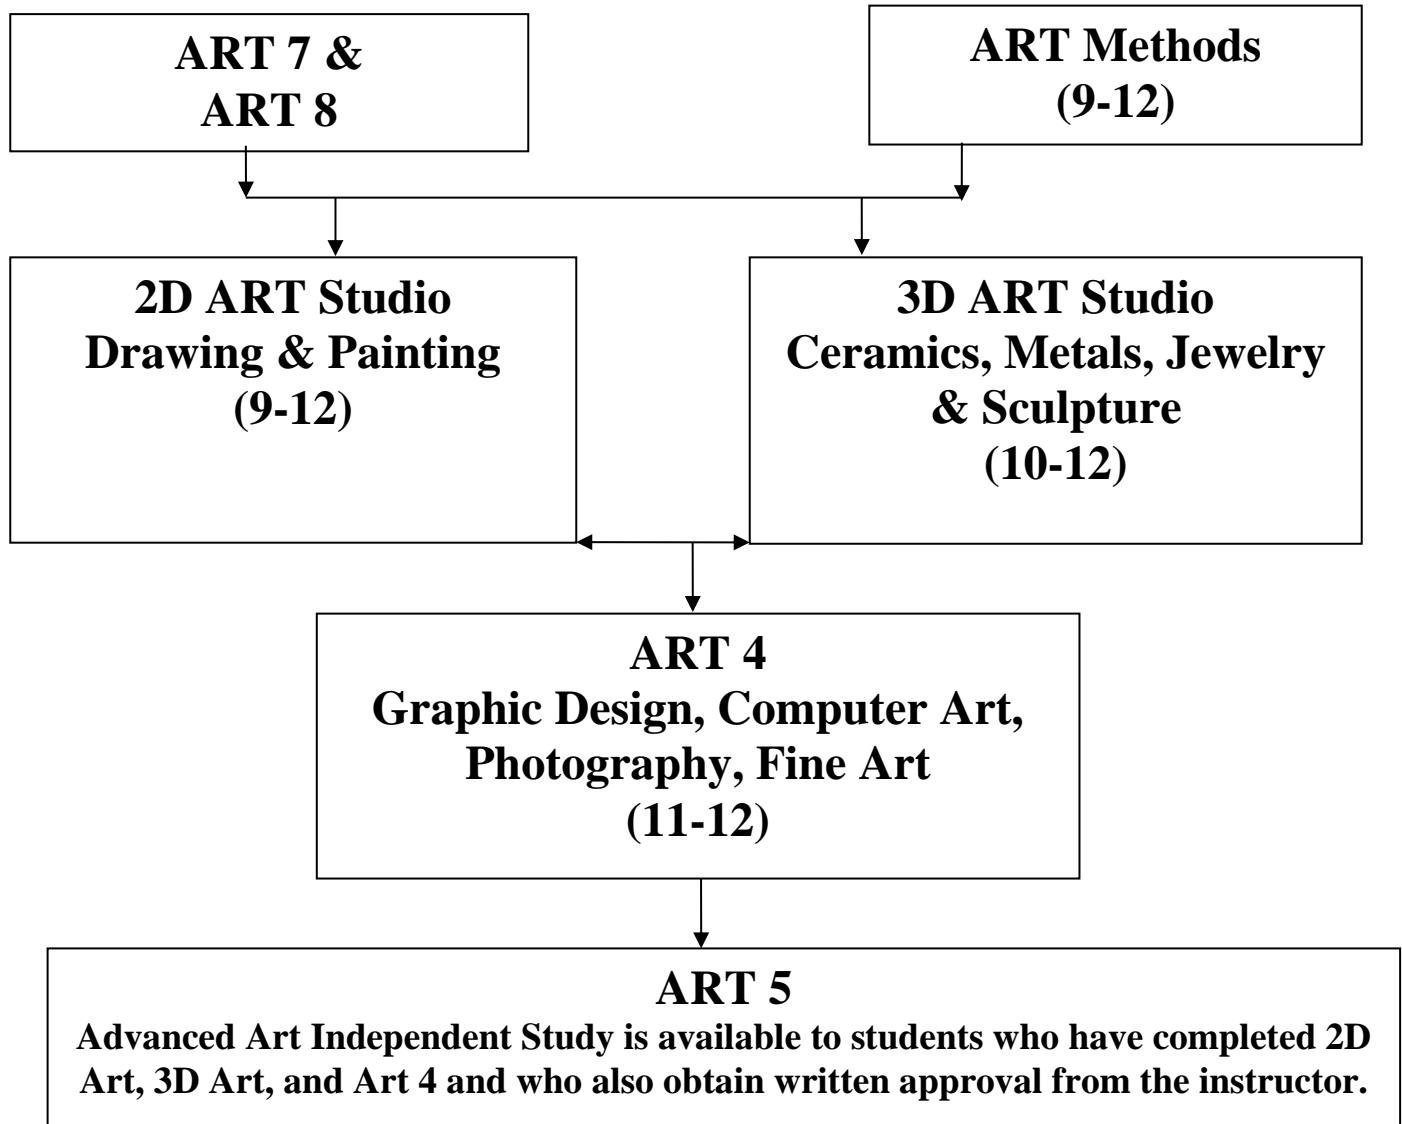 ART 7 &
ART 8
ART Methods
(9-12)
2D ART Studio
Drawing & Painting
(9-12)
3D ART Studio
Ceramics, Metals, Jewelry
& Sculpture
(10-12)
ART 4
Graphic Design, Computer Art,
Photography, Fine Art
(11-12)
ART 5
Advanced Art Independent Study is available to students who have completed 2D
Art, 3D Art, and Art 4 and who also obtain written approval from the instructor.